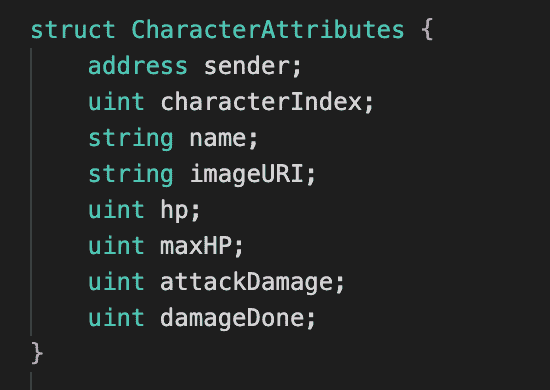 struct CharacterAttributes {
    address sender;
    uint characterIndex;
    string name;
    string imageURI;
    uint hp;
    uint maxHP;
    uint attackDamage;
    uint damageDone;
}